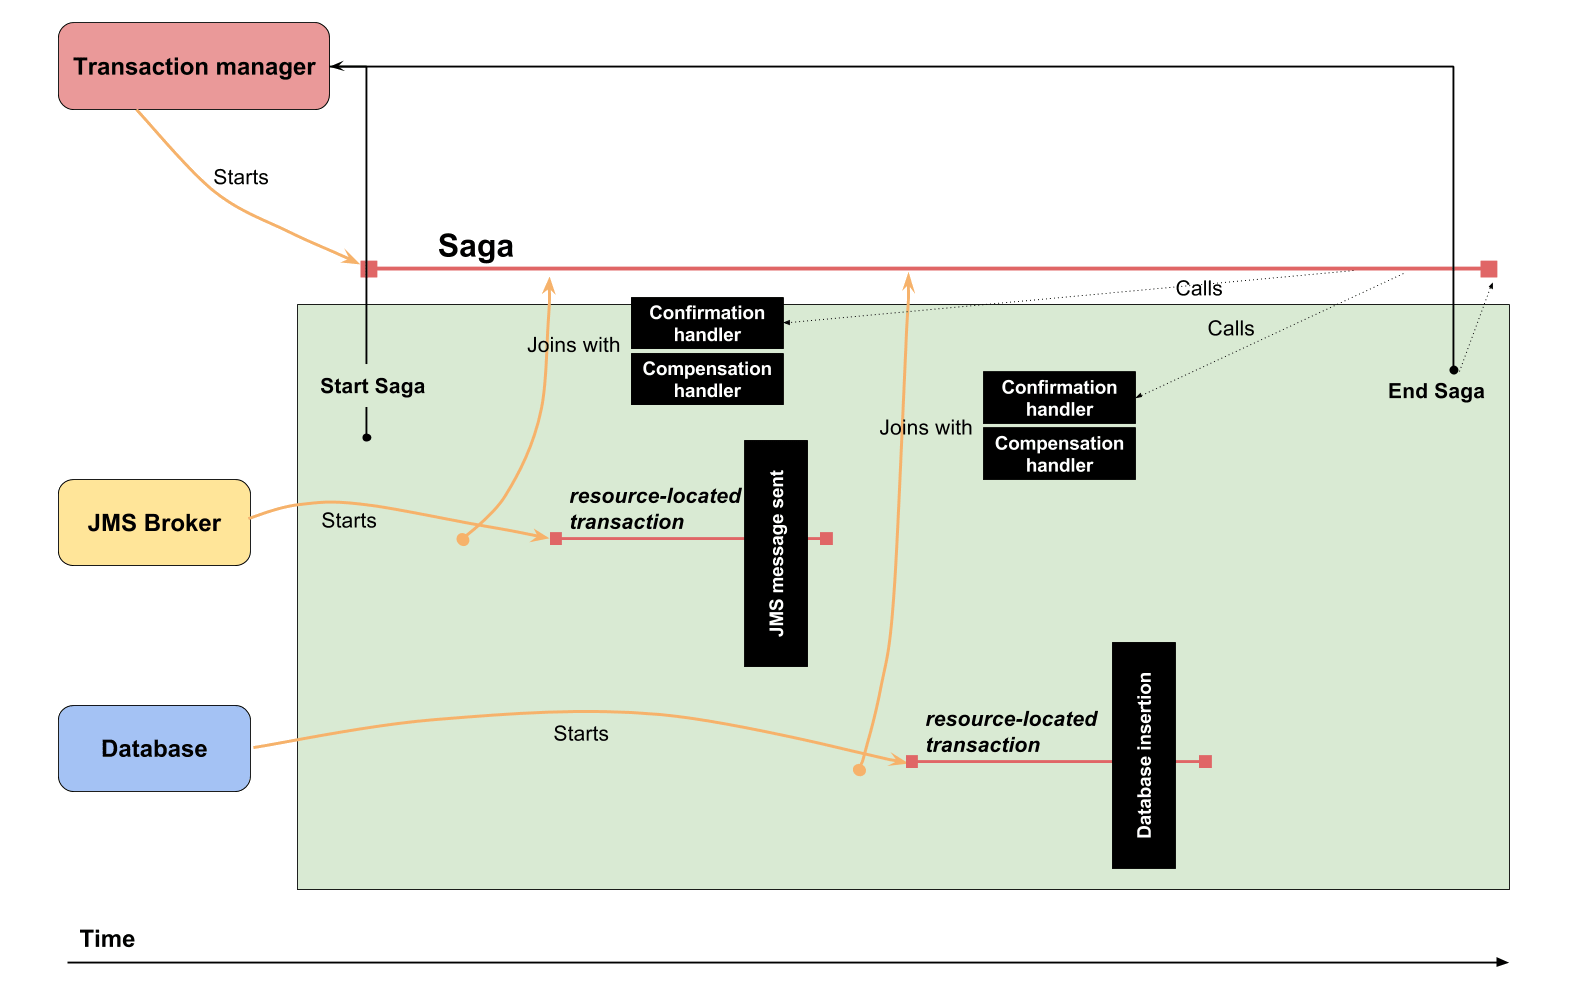 Transaction manager
Starts
Saga
Calls
Confirmation
handler
Calls
Joins with
Compensation
handler
Start Saga
End Saga
Confirmation
handler
Joins with
Compensation
handler
resource-located
transaction
JMS message sent
JMS Broker
Starts
resource-located
transaction
Database insertion
Database
Starts
Time